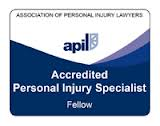 ASSOCIATION OF PERSONAL INJURY LAWYERS
apil
Accredited
Personal Injury Specialist
Fellow